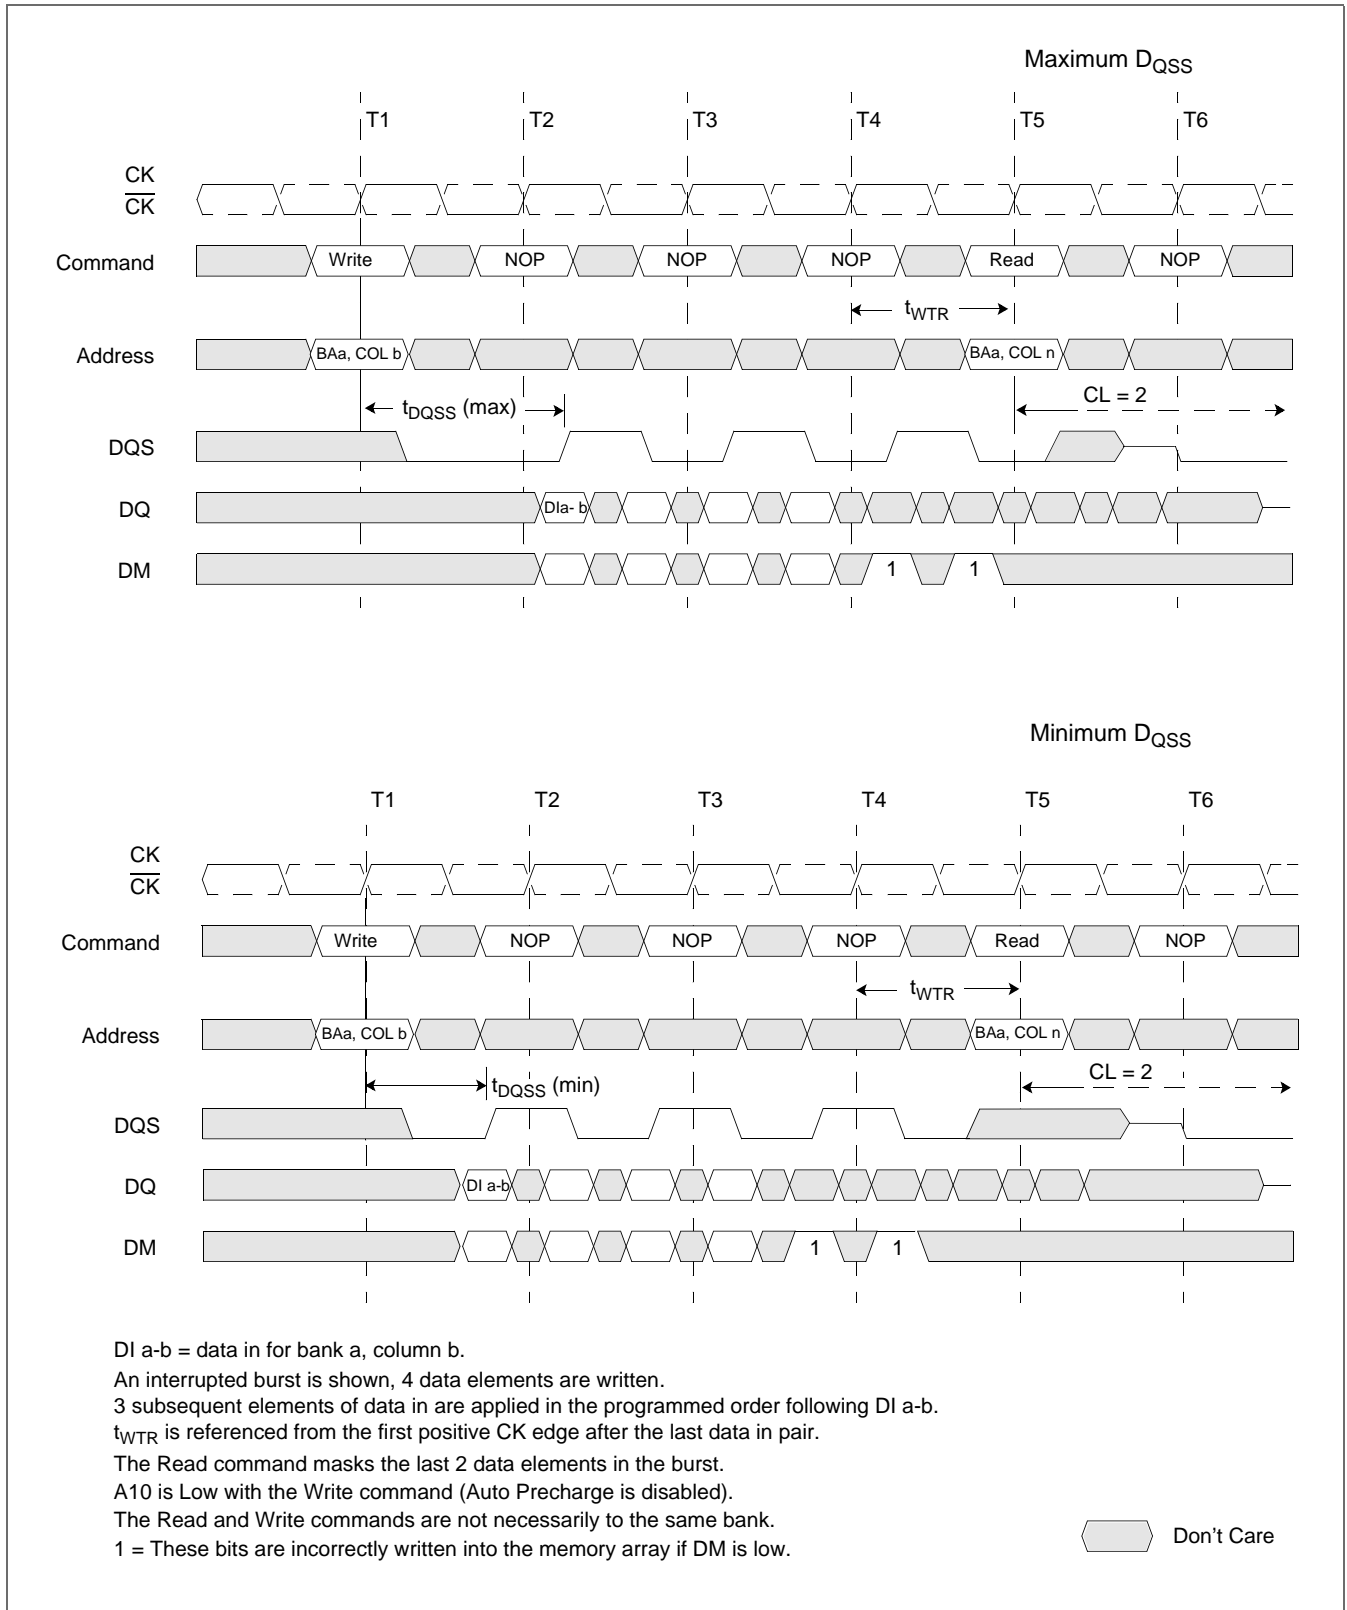 Maximum DQSS
T1 T2 T3 T4 T5 T6
CK
CK
Command Write NOP NOP NOP Read NOP
tWTR
Address BAa, COL b BAa, COL n
tDQSS (max) CL = 2
DQS
DQ DIa- b
DM 1 1
Minimum DQSS
T1 T2 T3 T4 T5 T6
CK
CK
Command Write NOP NOP NOP Read NOP
tWTR
Address BAa, COL b BAa, COL n
tDQSS (min) CL = 2
DQS
DQ DI a-b
DM 1 1
DI a-b = data in for bank a, column b.
An interrupted burst is shown, 4 data elements are written.
3 subsequent elements of data in are applied in the programmed order following DI a-b.
tWTR is referenced from the first positive CK edge after the last data in pair.
The Read command masks the last 2 data elements in the burst.
A10 is Low with the Write command (Auto Precharge is disabled).
The Read and Write commands are not necessarily to the same bank.
1 = These bits are incorrectly written into the memory array if DM is low.
Don't Care